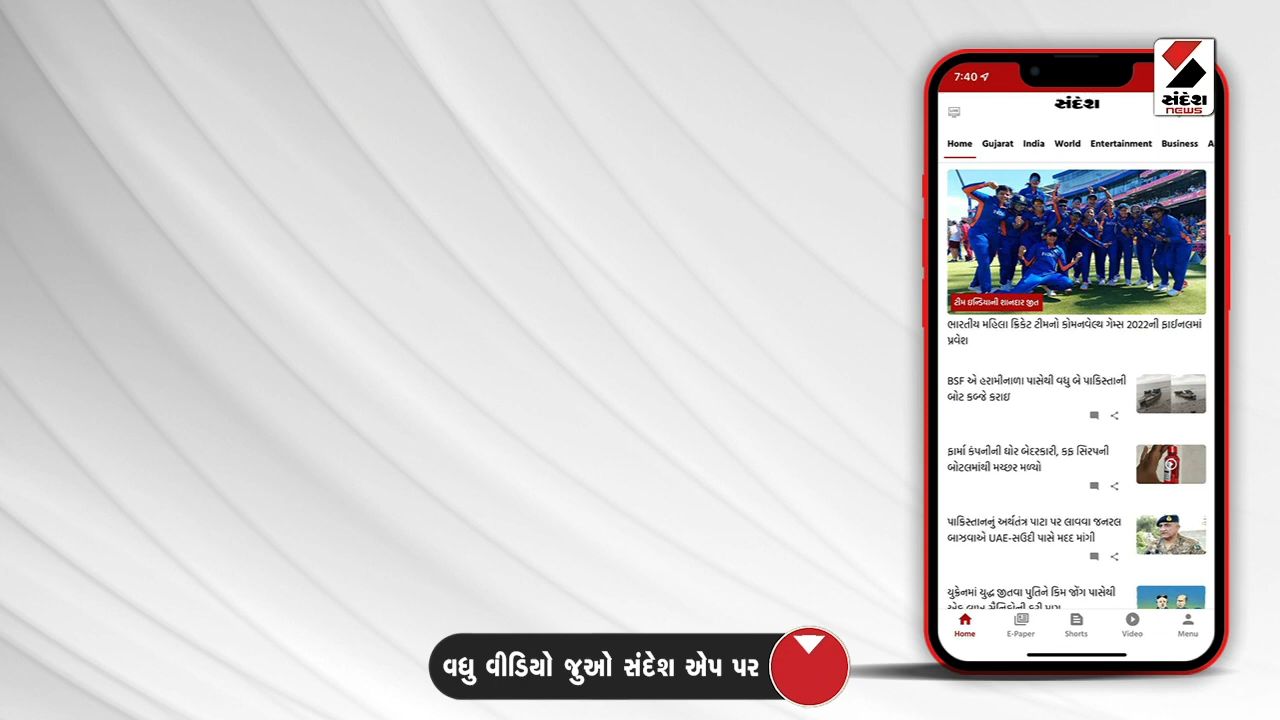 સંદેશ
NEWS
7:40
સંદેશ
Home Gujarat India World Entertainment Business A
ટીમ ઇન્ડિયાની શાનદાર જીત
ભારતીય મહિલા ક્રિકેટ ટીમનો કોમનવેલ્થ ગેમ્સ 2022ની ફાઈનલમાં
પ્રવેશ
BSF એ હરામીનાળા પાસેથી વધુ બે પાકિસ્તાની
બોટ કબ્જે કરાઇ
ફાર્મા કંપનીની ઘોર બેદરકારી, કફ સિરપની
બોટલમાંથી મચ્છર મળ્યો
પાકિસ્તાનનું અર્થતંત્ર પાટા પર લાવવા જનરલ
બાઝવાએ UAE-સઉદી પાસે મદદ માંગી
યુક્રેનમાં યુદ્ધ જીતવા પુતિને કિમ જોંગ પાસેથી
Home E-Paper Shorts Video Menu
વધુ વીડિયો જુઓ સંદેશ એપ પર